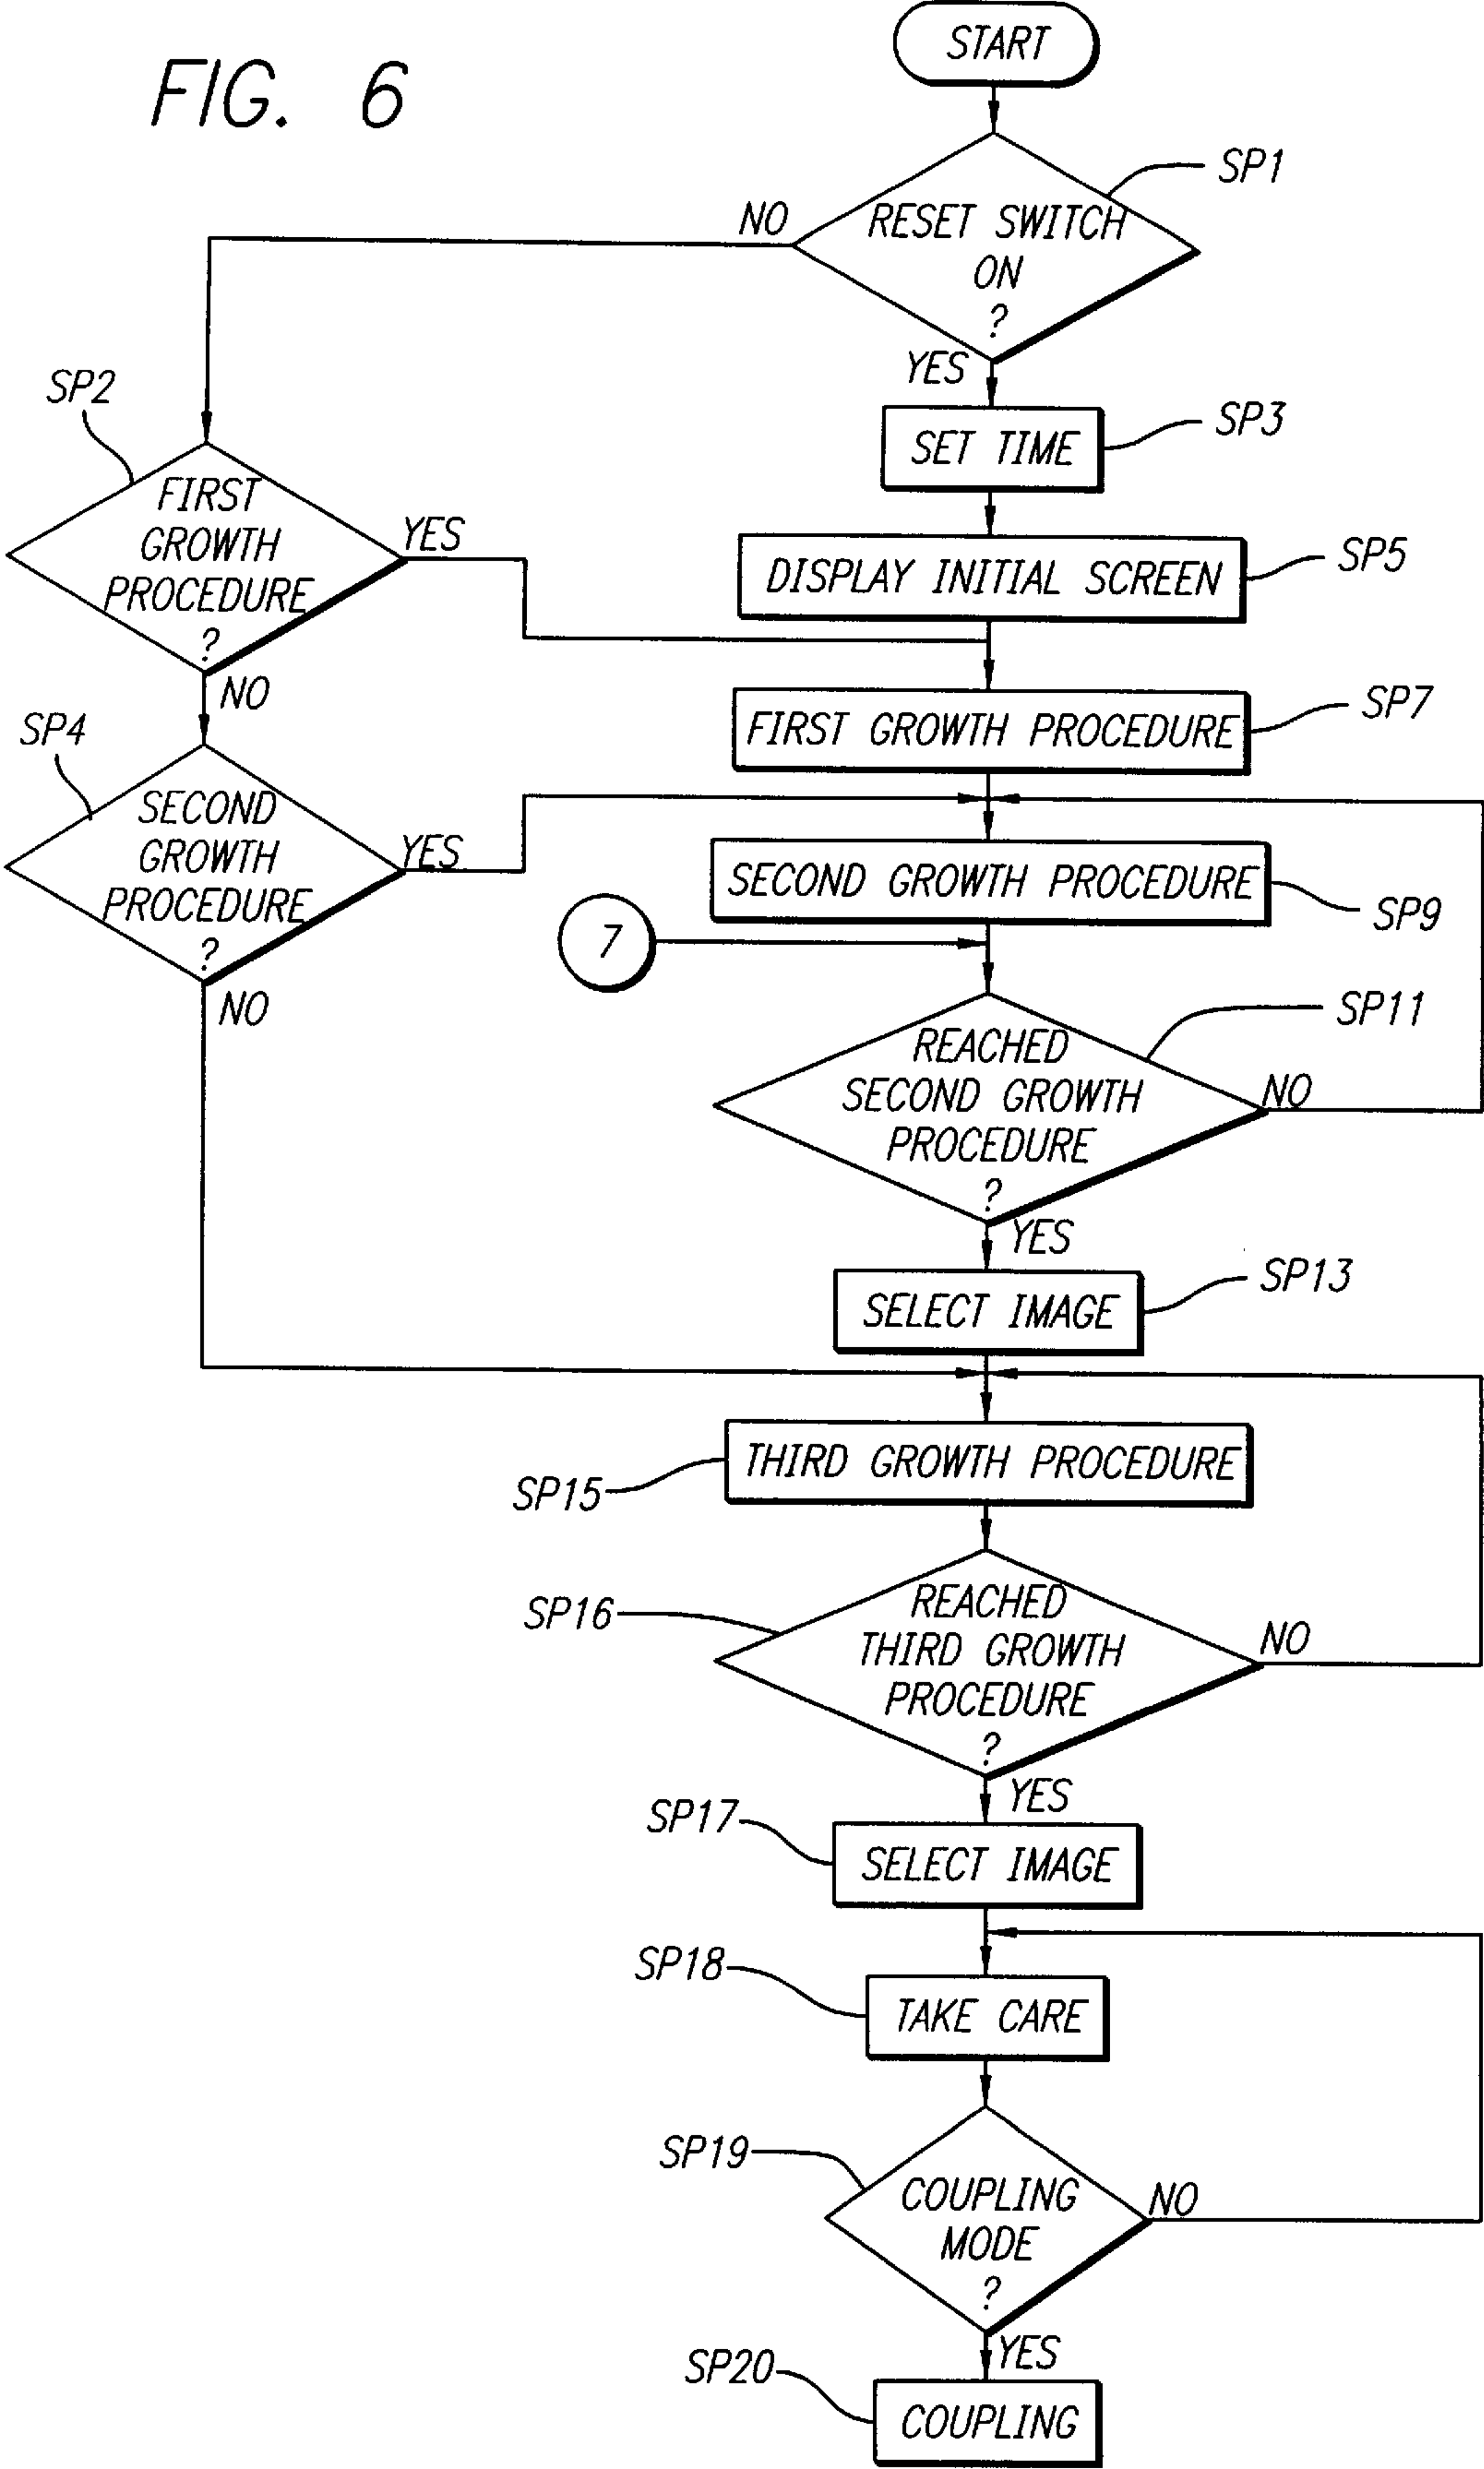 FIG. 6
START
SP1
NO
RESET SWITCH
ON
?
YES
SP2
SP3
SET TIME
FIRST
GROWTH
PROCEDURE
?
YES
NO
SP5
DISPLAY INITIAL SCREEN
SP7
FIRST GROWTH PROCEDURE
SP4
SECOND
GROWTH
PROCEDURE
?
YES
NO
SECOND GROWTH PROCEDURE
SP9
7
SP11
REACHED
SECOND GROWTH
PROCEDURE
?
NO
YES
SP13
SELECT IMAGE
THIRD GROWTH PROCEDURE
SP15
SP16
REACHED
THIRD GROWTH
PROCEDURE
?
NO
YES
SP17
SELECT IMAGE
SP18
TAKE CARE
SP19
COUPLING
MODE
?
NO
YES
SP20
COUPLING